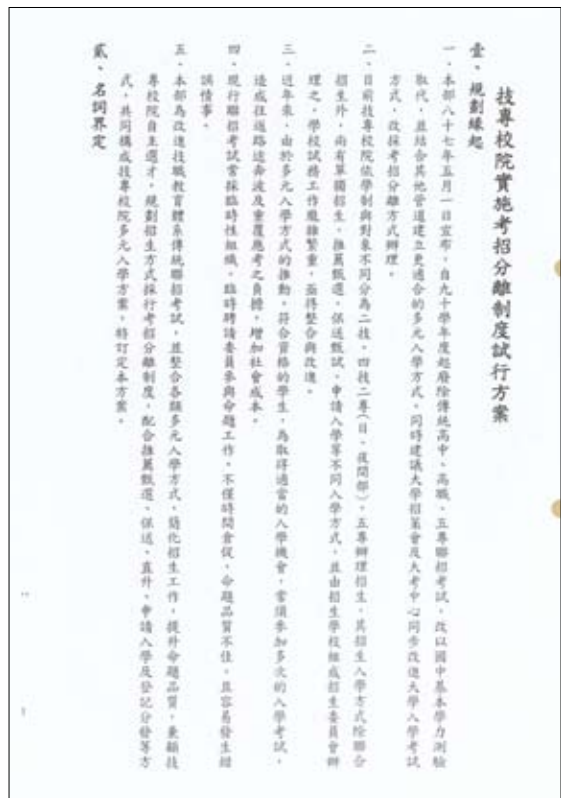 技專校院實施考招分離制度試行方案
壹、規劃緣起
一、本部八十七年五月一日宣布，自九十學年度起廢除傳統高中、高職、五專聯招考試，改以國中基本學力測驗
取代，並結合其他管道建立更適合的多元入學方式，同時建議大學招策會及大考中心同步改進大學入學考試
方式，改採考招分離方式辦理。
二、目前技專校院依學制與對象不同分為二技、四技二專（日、夜間部）、五專辦理招生，其招生入學方式除聯合
招生外，尚有單獨招生、推薦甄選、保送甄試、申請入學等不同入學方式，並由招生學校組成招生委員會辦
理之，學校試務工作龐雜繁重，亟待整合與改進。
三、近年來，由於多元入學方式的推動，符合資格的學生，為取得適當的入學機會，常須參加多次的入學考試，
造成往返路途奔波及重覆應考之負擔，增加社會成本。
四、現行聯招考試常採臨時性組織，臨時聘請委員參與命題工作，不僅時間倉促，命題品質不佳，且容易發生錯
誤情事。
五、本部為改進技職教育體系傳統聯招考試，並整合各類多元入學方式，簡化招生工作，提升命題品質，兼顧技
專校院自主選才，規劃招生方式採行考招分離制度，配合推薦甄選、保送、直升、申請入學及登記分發等方
式，共同構成技專校院多元入學方案，特訂定本方案。
貳、名詞界定